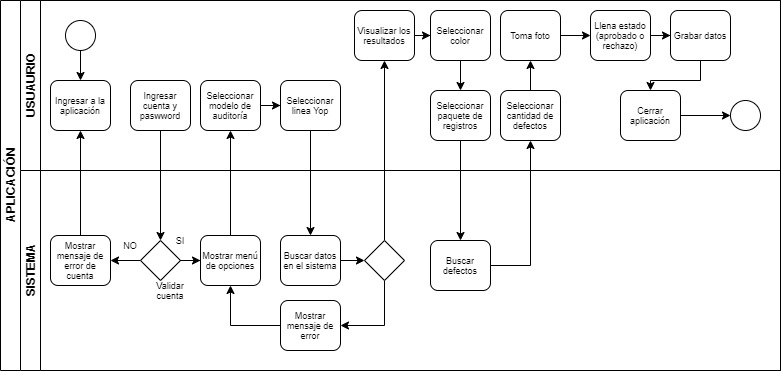 APLICACIÓN
USUAURIO
Visualizar los
resultados
Seleccionar
color
Toma foto
Llena estado
(aprobado o
rechazo)
Grabar datos
Ingresar a la
aplicación
Ingresar
cuenta y
paswword
Seleccionar
modelo de
auditoría
Seleccionar
linea Yop
Seleccionar
paquete de
registros
Seleccionar
cantidad de
defectos
Cerrar
aplicación
SISTEMA
Mostrar
mensaje de
error de
cuenta
NO
SI
Validar
cuenta
Mostrar menú
de opciones
Buscar datos
en el sistema
Buscar
defectos
Mostrar
mensaje de
error